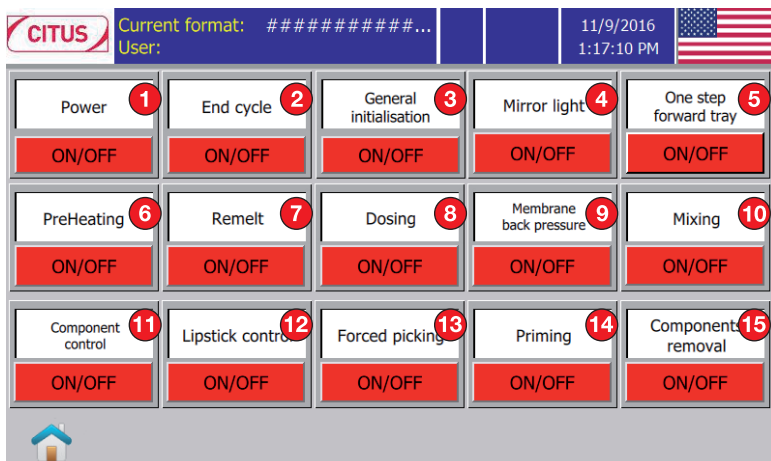 CITUS
Current format: ###########...
User:
11/9/2016
1:17:10 PM
Power 1
End cycle 2
General 3
initialisation
Mirror light 4
One step 5
forward tray
ON/OFF
ON/OFF
ON/OFF
ON/OFF
ON/OFF
PreHeating 6
Remelt 7
Dosing 8
Membrane 9
back pressure
Mixing 10
ON/OFF
ON/OFF
ON/OFF
ON/OFF
ON/OFF
Component 11
control
Lipstick control 12
Forced picking 13
Priming 14
Components 15
removal
ON/OFF
ON/OFF
ON/OFF
ON/OFF
ON/OFF